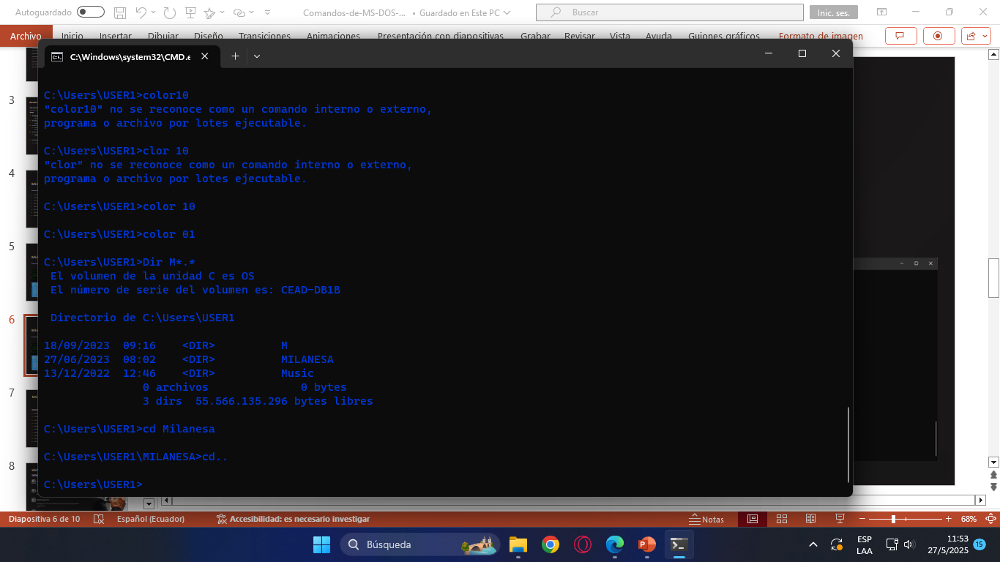 Autoguardado
Comandos-de-MS-DOS-... • Guardado en Este PC
Buscar
Inic. ses.
Archivo Inicio Insertar Dibujar Diseño Transiciones Animaciones Presentación con diapositivas Grabar Revisar Vista Ayuda Guiones gráficos Formato de imagen
C:\Windows\system32\CMD.e
3
4
5
6
7
8
C:\Users\USER1>color10
"color10" no se reconoce como un comando interno o externo,
programa o archivo por lotes ejecutable.
C:\Users\USER1>clor 10
"clor" no se reconoce como un comando interno o externo,
programa o archivo por lotes ejecutable.
C:\Users\USER1>color 10
C:\Users\USER1>color 01
C:\Users\USER1>Dir M*.*
El volumen de la unidad C es OS
El número de serie del volumen es: CEAD-DB1B
Directorio de C:\Users\USER1
18/09/2023 09:16 <DIR> M
27/06/2023 08:02 <DIR> MILANESA
13/12/2022 12:46 <DIR> Music
0 archivos 0 bytes
3 dirs 55.566.135.296 bytes libres
C:\Users\USER1>cd Milanesa
C:\Users\USER1\MILANESA>cd..
C:\Users\USER1>
Diapositiva 6 de 10 Español (Ecuador) Accesibilidad: es necesario investigar Notas 68%
Búsqueda
ESP
LAA
11:53
27/5/2025
15